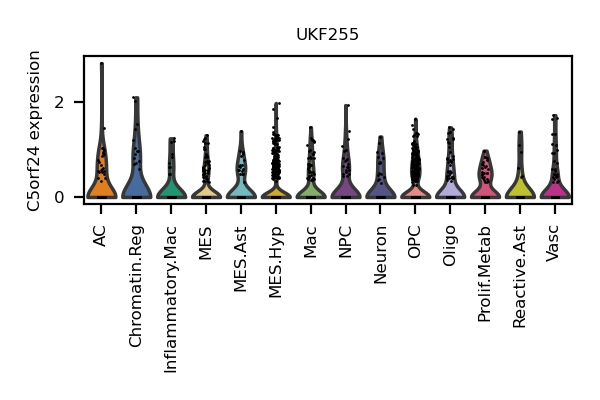 UKF255
C5orf24 expression
2
0
AC
Chromatin.Reg
Inflammatory.Mac
MES
MES.Ast
MES.Hyp
Mac
NPC
Neuron
OPC
Oligo
Prolif.Metab
Reactive.Ast
Vasc